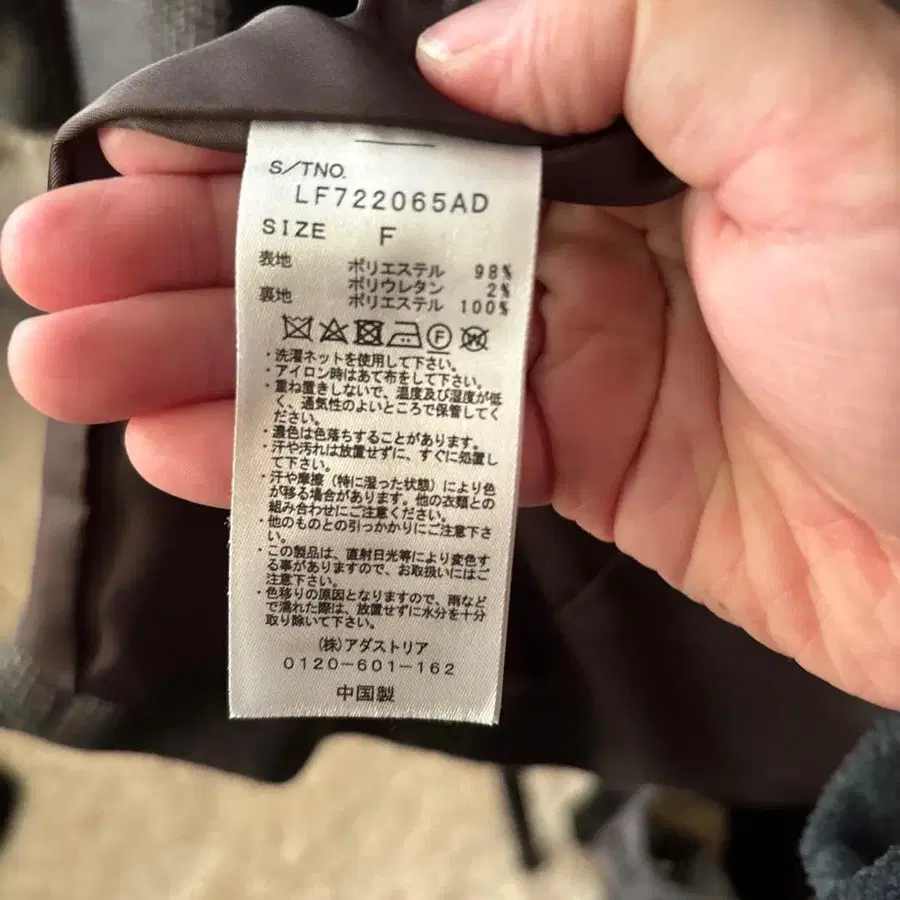 S/TNO.
LF722065AD
SIZE F
表地 ポリエステル 98%
ポリウレタン 2%
裏地 ポリエステル 100%
F W
・洗濯ネットを使用して下さい。
・アイロン時はあて布をして下さい。
・重ね置きしないで、温度及び湿度が低
く、通気性のよいところで保管してく
ださい。
・濃色は色落ちすることがあります。
・汗や汚れは放置せずに、すぐに処置し
て下さい。
・汗や摩擦（特に湿った状態）により色
が移る場合があります。他の衣類との
組み合わせにご注意ください。
・他のものとの引っかかりにご注意下さ
い。
・この製品は、直射日光等により変色す
る事がありますので、お取扱いにはご
注意下さい。
・色移りの原因となりますので、雨など
で濡れた際は、放置せずに水分を十分
取り除いて下さい。
(株)アダストリア
0120-601-162
中国製